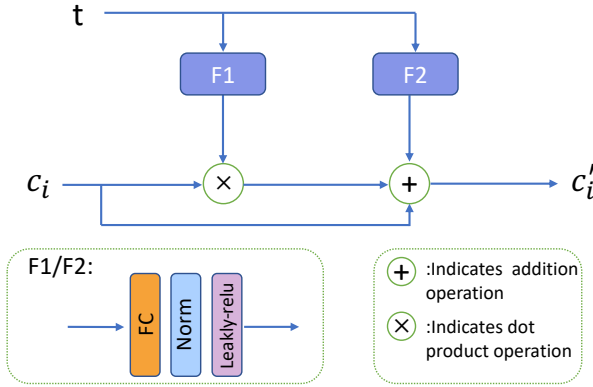 t
F1
F2
c_i
×
+
c_i′
F1/F2:
FC
Norm
Leakly-relu
+ :Indicates addition
operation
× :Indicates dot
product operation